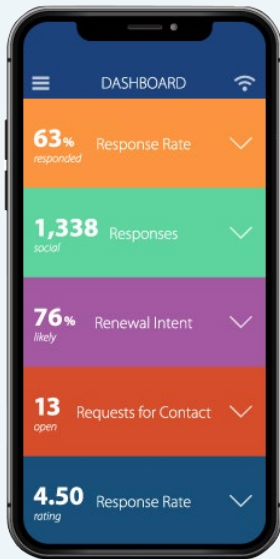 DASHBOARD
63% Response Rate
responded
1,338 Responses
social
76% Renewal Intent
likely
13 Requests for Contact
open
4.50 Response Rate
rating